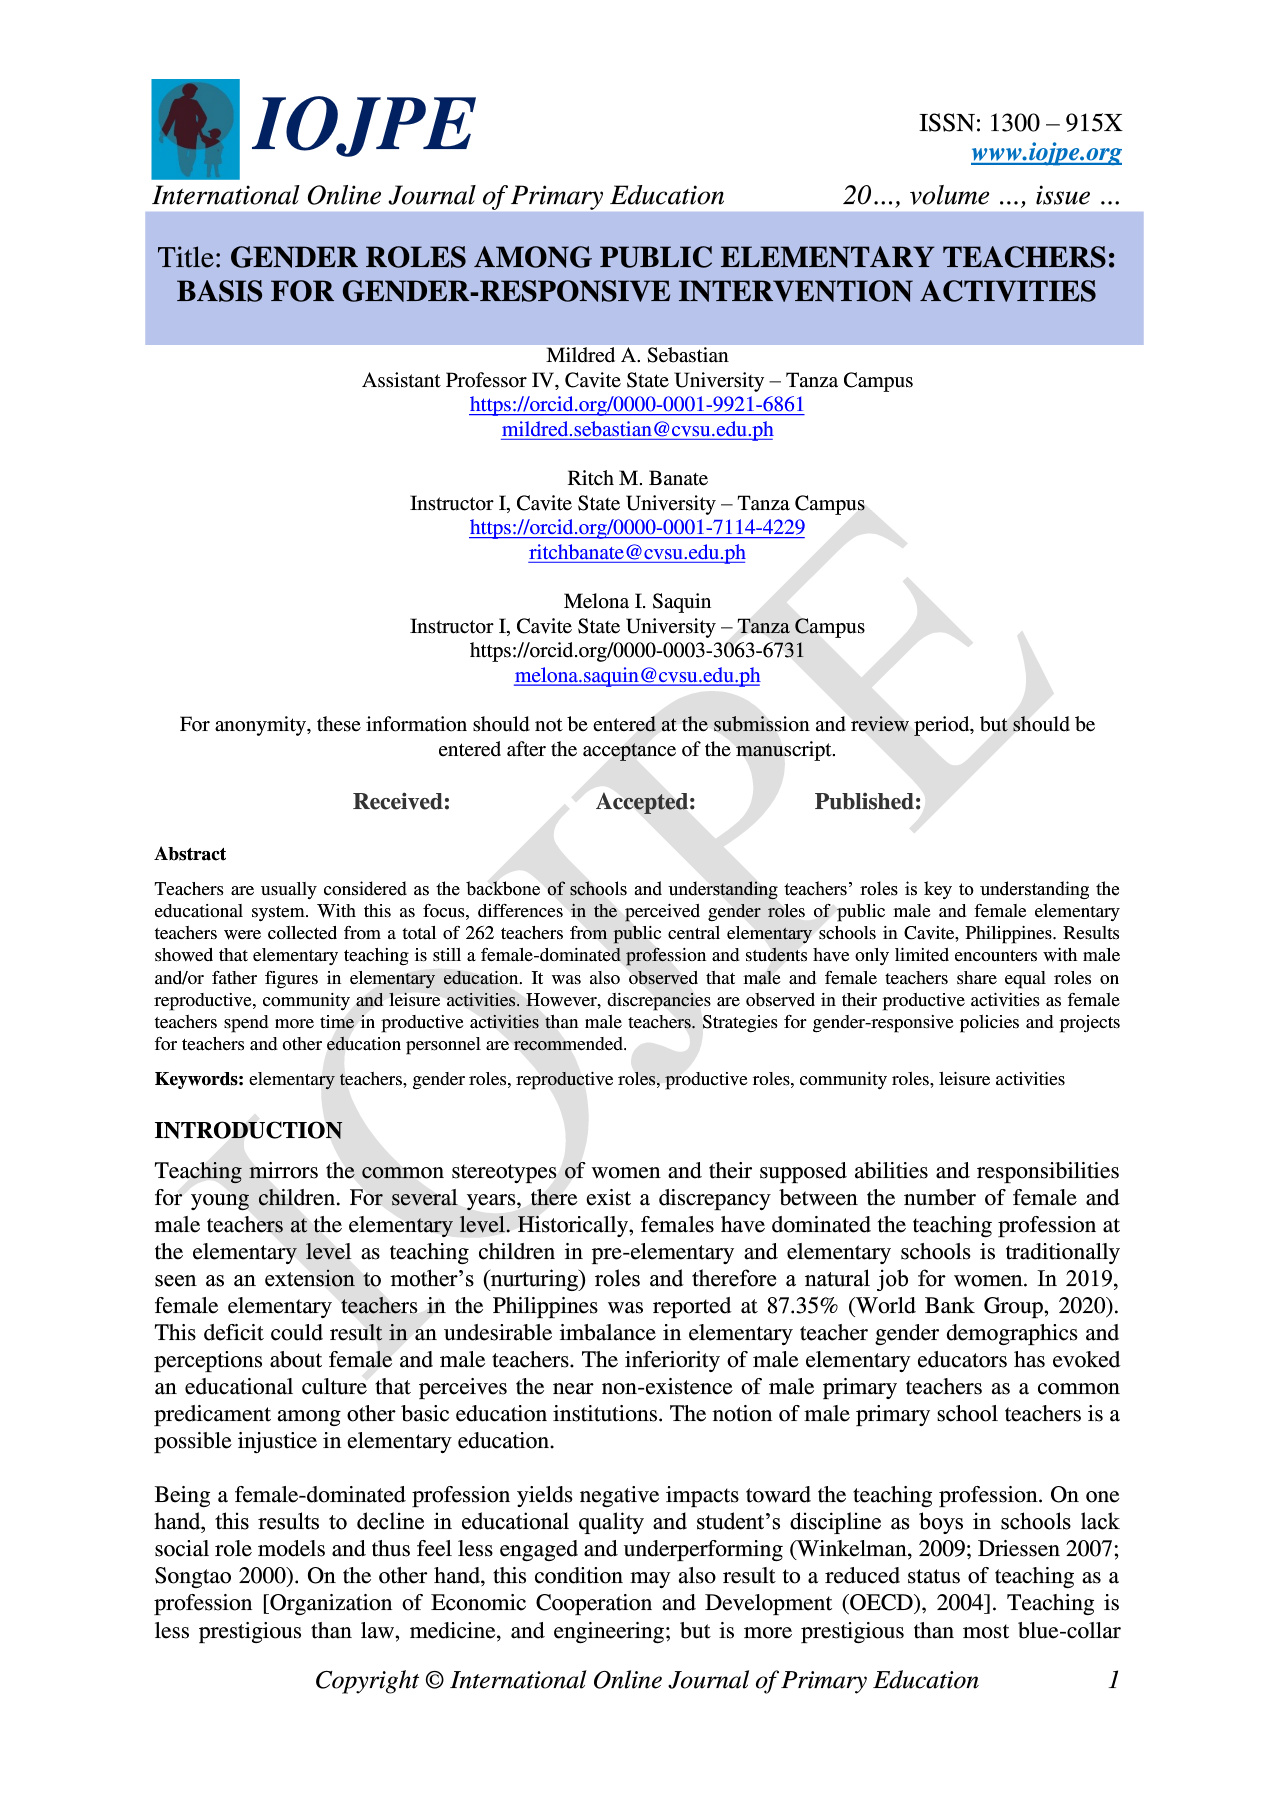 IOJPE
ISSN: 1300 – 915X
www.iojpe.org
International Online Journal of Primary Education 20…, volume …, issue …
Title: GENDER ROLES AMONG PUBLIC ELEMENTARY TEACHERS:
BASIS FOR GENDER-RESPONSIVE INTERVENTION ACTIVITIES
Mildred A. Sebastian
Assistant Professor IV, Cavite State University – Tanza Campus
https://orcid.org/0000-0001-9921-6861
mildred.sebastian@cvsu.edu.ph
Ritch M. Banate
Instructor I, Cavite State University – Tanza Campus
https://orcid.org/0000-0001-7114-4229
ritchbanate@cvsu.edu.ph
Melona I. Saquin
Instructor I, Cavite State University – Tanza Campus
https://orcid.org/0000-0003-3063-6731
melona.saquin@cvsu.edu.ph
For anonymity, these information should not be entered at the submission and review period, but should be
entered after the acceptance of the manuscript.
Received: Accepted: Published:
Abstract
Teachers are usually considered as the backbone of schools and understanding teachers’ roles is key to understanding the
educational system. With this as focus, differences in the perceived gender roles of public male and female elementary
teachers were collected from a total of 262 teachers from public central elementary schools in Cavite, Philippines. Results
showed that elementary teaching is still a female-dominated profession and students have only limited encounters with male
and/or father figures in elementary education. It was also observed that male and female teachers share equal roles on
reproductive, community and leisure activities. However, discrepancies are observed in their productive activities as female
teachers spend more time in productive activities than male teachers. Strategies for gender-responsive policies and projects
for teachers and other education personnel are recommended.
Keywords: elementary teachers, gender roles, reproductive roles, productive roles, community roles, leisure activities
INTRODUCTION
Teaching mirrors the common stereotypes of women and their supposed abilities and responsibilities
for young children. For several years, there exist a discrepancy between the number of female and
male teachers at the elementary level. Historically, females have dominated the teaching profession at
the elementary level as teaching children in pre-elementary and elementary schools is traditionally
seen as an extension to mother’s (nurturing) roles and therefore a natural job for women. In 2019,
female elementary teachers in the Philippines was reported at 87.35% (World Bank Group, 2020).
This deficit could result in an undesirable imbalance in elementary teacher gender demographics and
perceptions about female and male teachers. The inferiority of male elementary educators has evoked
an educational culture that perceives the near non-existence of male primary teachers as a common
predicament among other basic education institutions. The notion of male primary school teachers is a
possible injustice in elementary education.
Being a female-dominated profession yields negative impacts toward the teaching profession. On one
hand, this results to decline in educational quality and student’s discipline as boys in schools lack
social role models and thus feel less engaged and underperforming (Winkelman, 2009; Driessen 2007;
Songtao 2000). On the other hand, this condition may also result to a reduced status of teaching as a
profession [Organization of Economic Cooperation and Development (OECD), 2004]. Teaching is
less prestigious than law, medicine, and engineering; but is more prestigious than most blue-collar
Copyright © International Online Journal of Primary Education 1
IOJPE